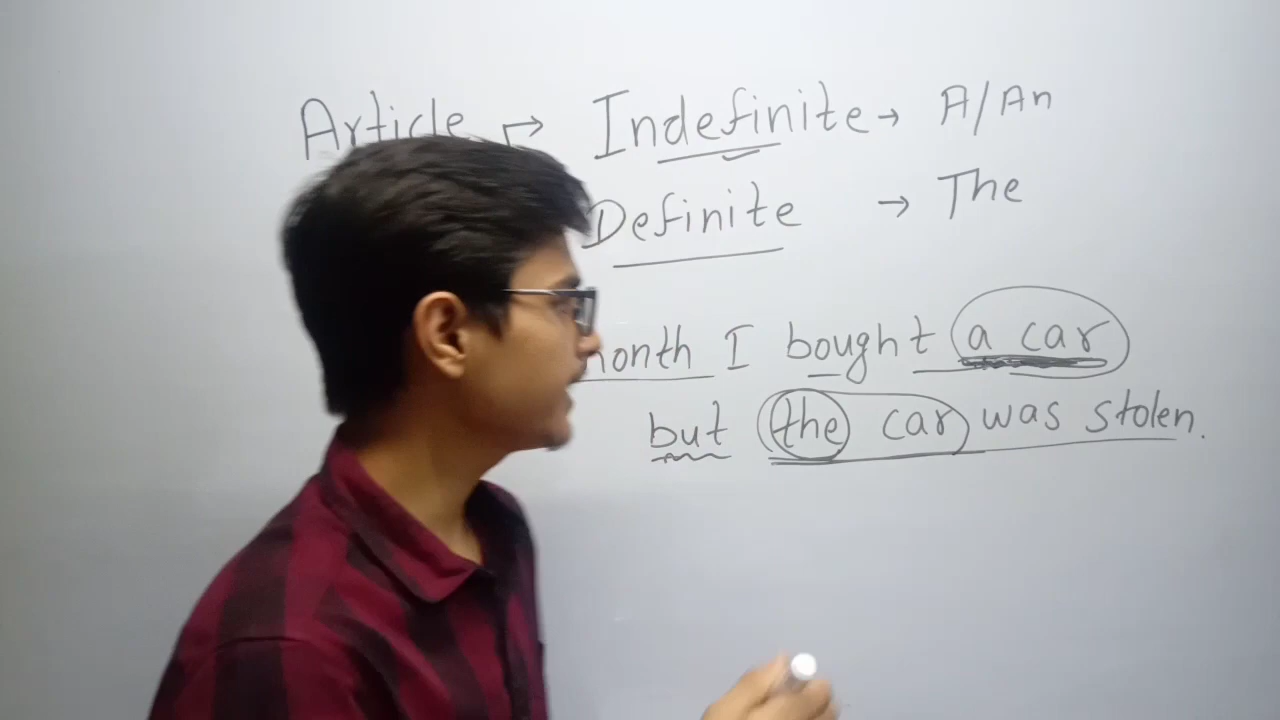 Article → Indefinite → A/An
Definite → The
month I bought a car
but the car was stolen.